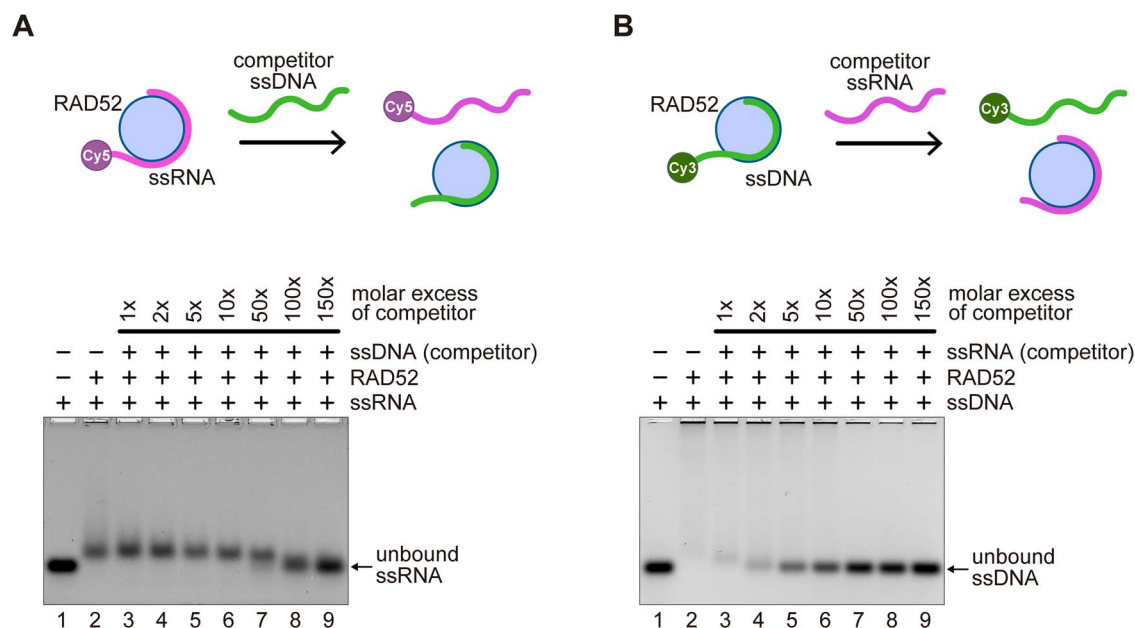 A
competitor
ssDNA
RAD52
Cy5
ssRNA
Cy5
1x 2x 5x 10x 50x 100x 150x
molar excess
of competitor
– – + + + + + + + ssDNA (competitor)
– + + + + + + + + RAD52
+ + + + + + + + + ssRNA
unbound
ssRNA
1 2 3 4 5 6 7 8 9
B
competitor
ssRNA
RAD52
Cy3
ssDNA
Cy3
1x 2x 5x 10x 50x 100x 150x
molar excess
of competitor
– – + + + + + + + ssRNA (competitor)
– + + + + + + + + RAD52
+ + + + + + + + + ssDNA
unbound
ssDNA
1 2 3 4 5 6 7 8 9